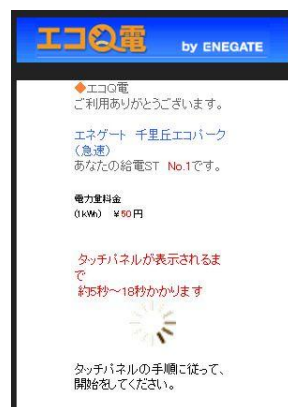 エコQ電 by ENEGATE
◆エコQ電
ご利用ありがとうございます。
エネゲート 千里丘エコパーク
(急速)
あなたの給電ST No.1です。
電力量料金
(1kWh) ¥50円
タッチパネルが表示されるま
で
約5秒～18秒かかります
タッチパネルの手順に従って、
開始をしてください。